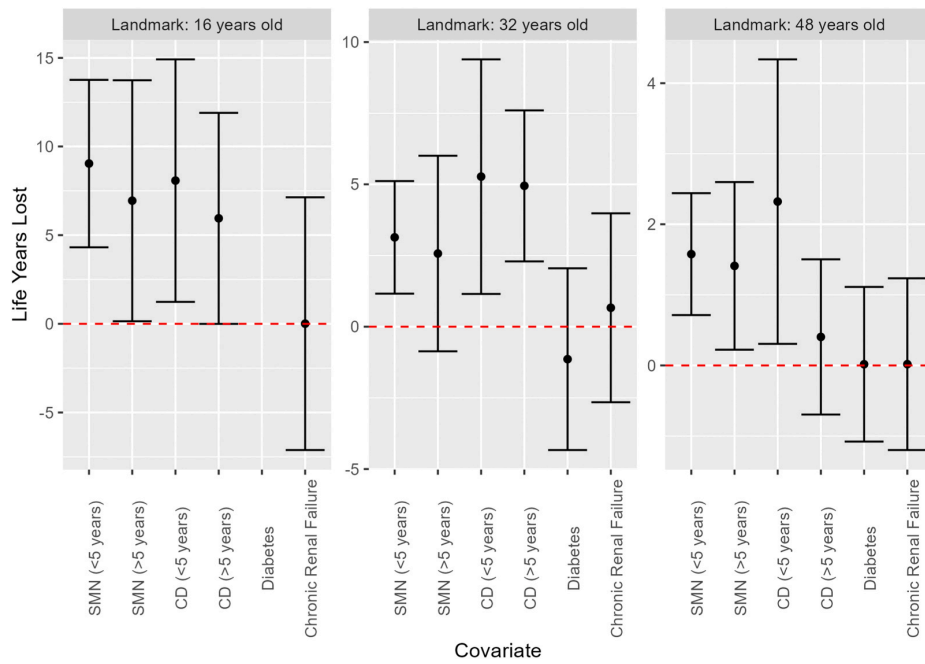 Landmark: 16 years old
Landmark: 32 years old
Landmark: 48 years old
Life Years Lost
15
10
5
0
-5
10
5
0
-5
4
2
0
SMN (<5 years)
SMN (>5 years)
CD (<5 years)
CD (>5 years)
Diabetes
Chronic Renal Failure
SMN (<5 years)
SMN (>5 years)
CD (<5 years)
CD (>5 years)
Diabetes
Chronic Renal Failure
SMN (<5 years)
SMN (>5 years)
CD (<5 years)
CD (>5 years)
Diabetes
Chronic Renal Failure
Covariate